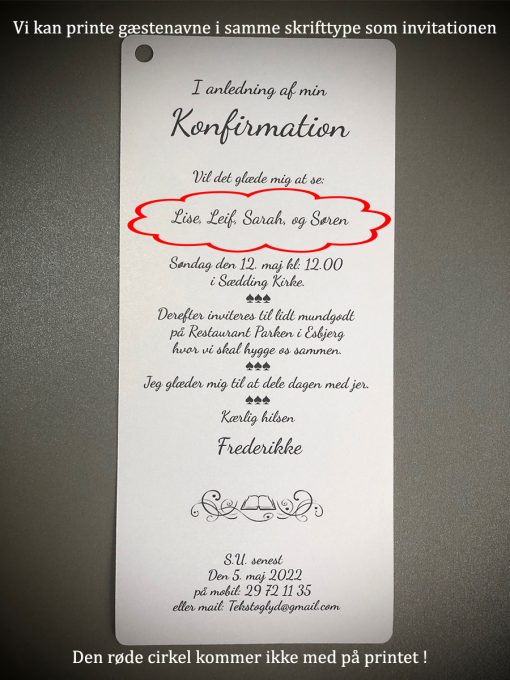 Vi kan printe gæstenavne i samme skrifttype som invitationen
I anledning af min
Konfirmation
Vil det glæde mig at se:
Lise, Leif, Sarah, og Søren
Søndag den 12. maj kl: 12.00
i Sædding Kirke.
♠♠♠
Derefter inviteres til lidt mundgodt
på Restaurant Parken i Esbjerg
hvor vi skal hygge os sammen.
♠♠♠
Jeg glæder mig til at dele dagen med jer.
♠♠♠
Kærlig hilsen
Frederikke
S.U. senest
Den 5. maj 2022
på mobil: 29 72 11 35
eller mail: Tekstoglyd@gmail.com
Den røde cirkel kommer ikke med på printet !